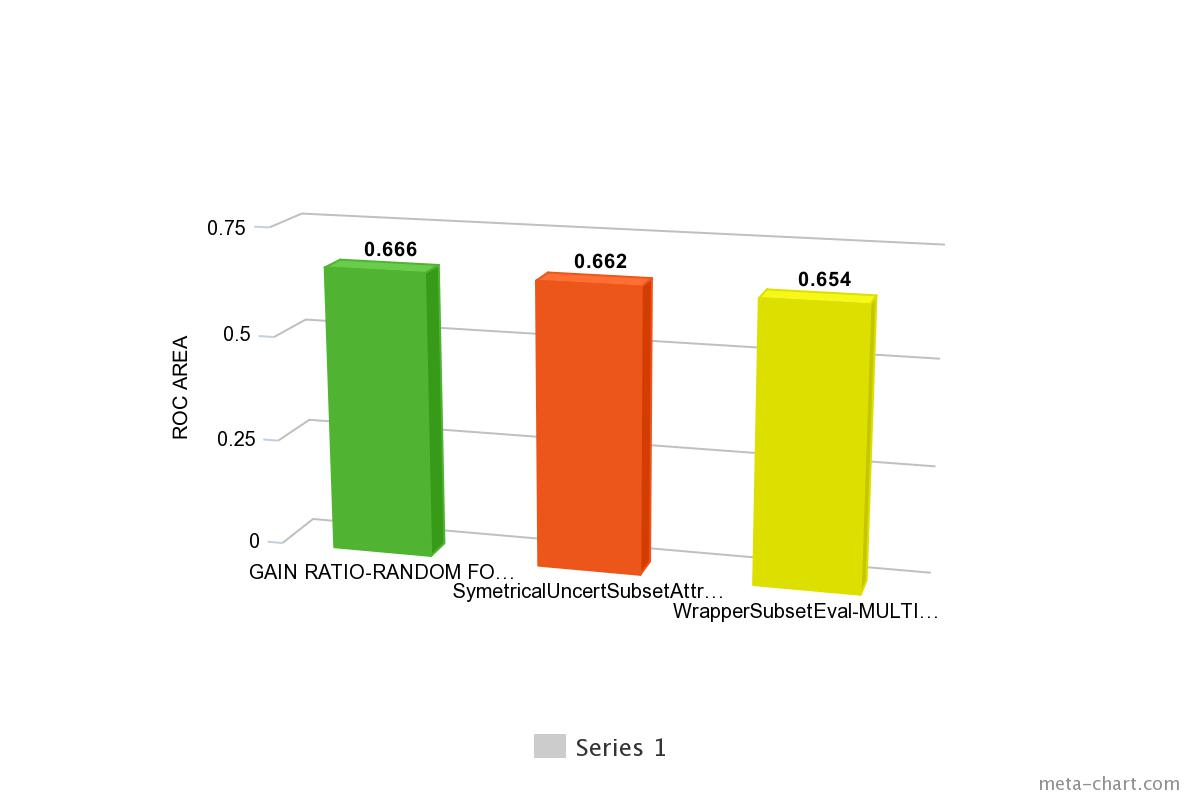 0.75
0.666
0.662
0.654
0.5
ROC AREA
0.25
0
GAIN RATIO-RANDOM FO...
SymetricalUncertSubsetAttr...
WrapperSubsetEval-MULTI...
Series 1
meta-chart.com